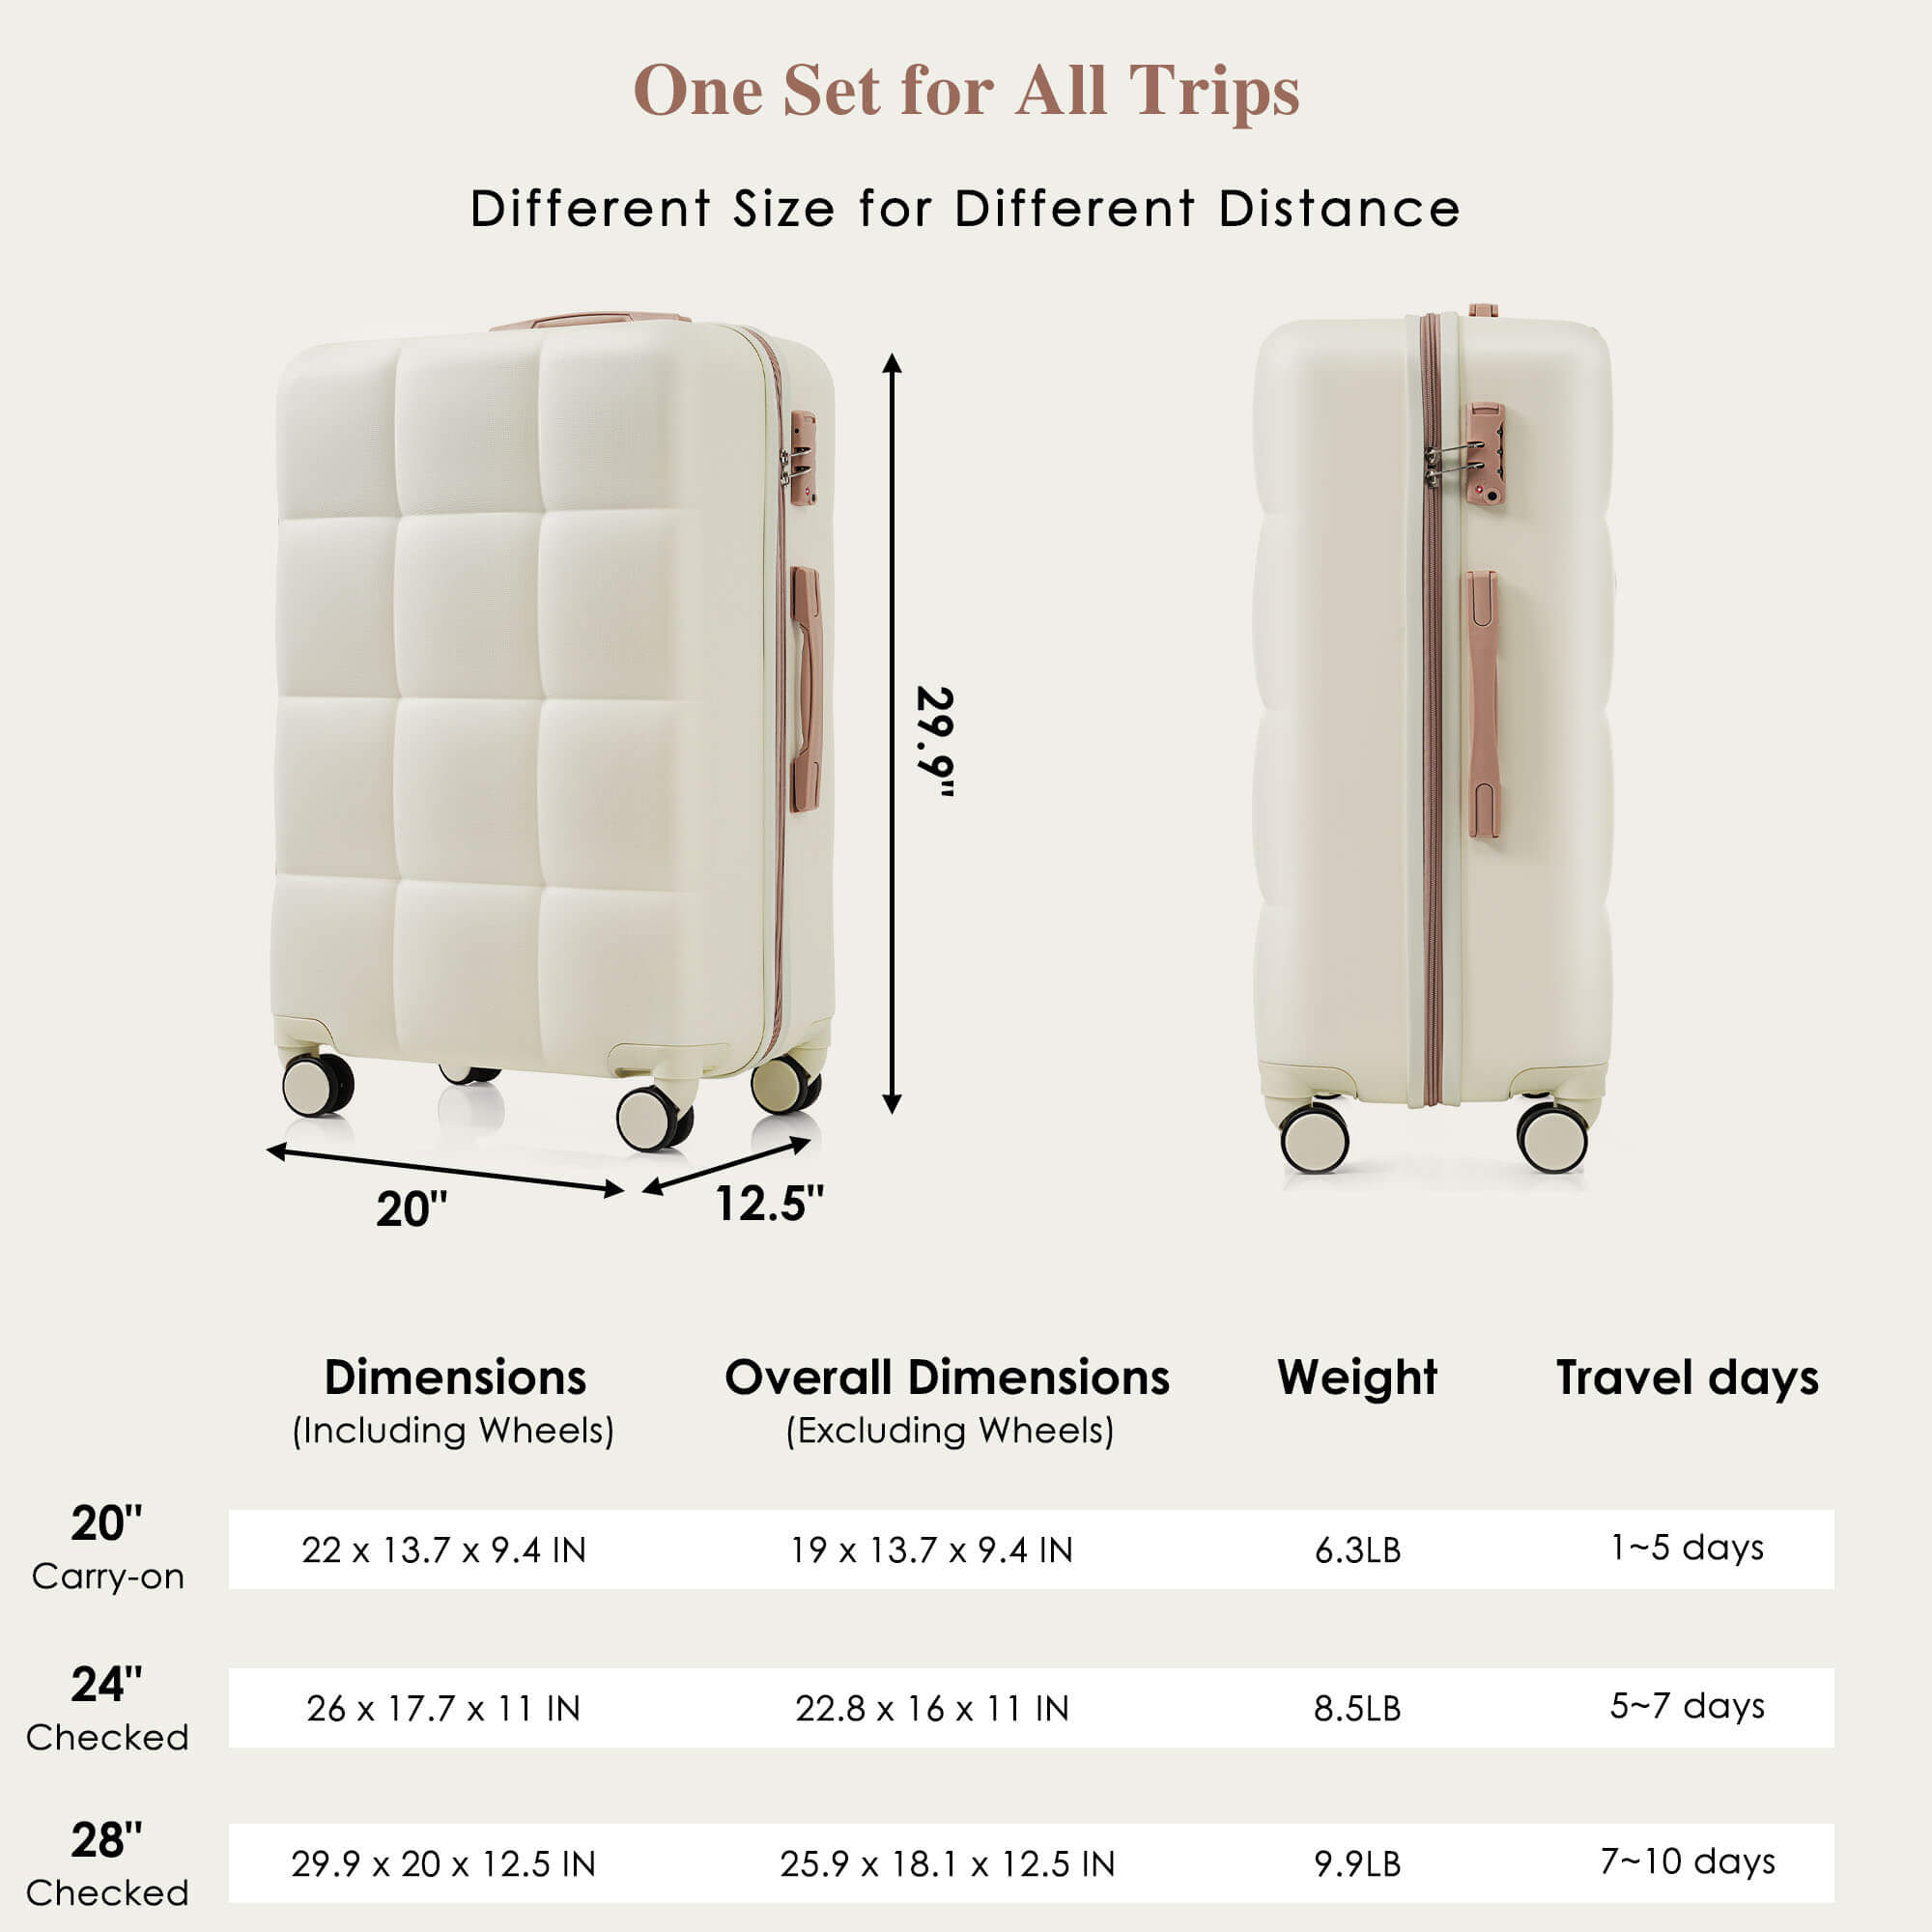 One Set for All Trips
Different Size for Different Distance
29.9"
20"
12.5"
Dimensions
(Including Wheels)
Overall Dimensions
(Excluding Wheels)
Weight
Travel days
20"
Carry-on
22 x 13.7 x 9.4 IN
19 x 13.7 x 9.4 IN
6.3LB
1~5 days
24"
Checked
26 x 17.7 x 11 IN
22.8 x 16 x 11 IN
8.5LB
5~7 days
28"
Checked
29.9 x 20 x 12.5 IN
25.9 x 18.1 x 12.5 IN
9.9LB
7~10 days